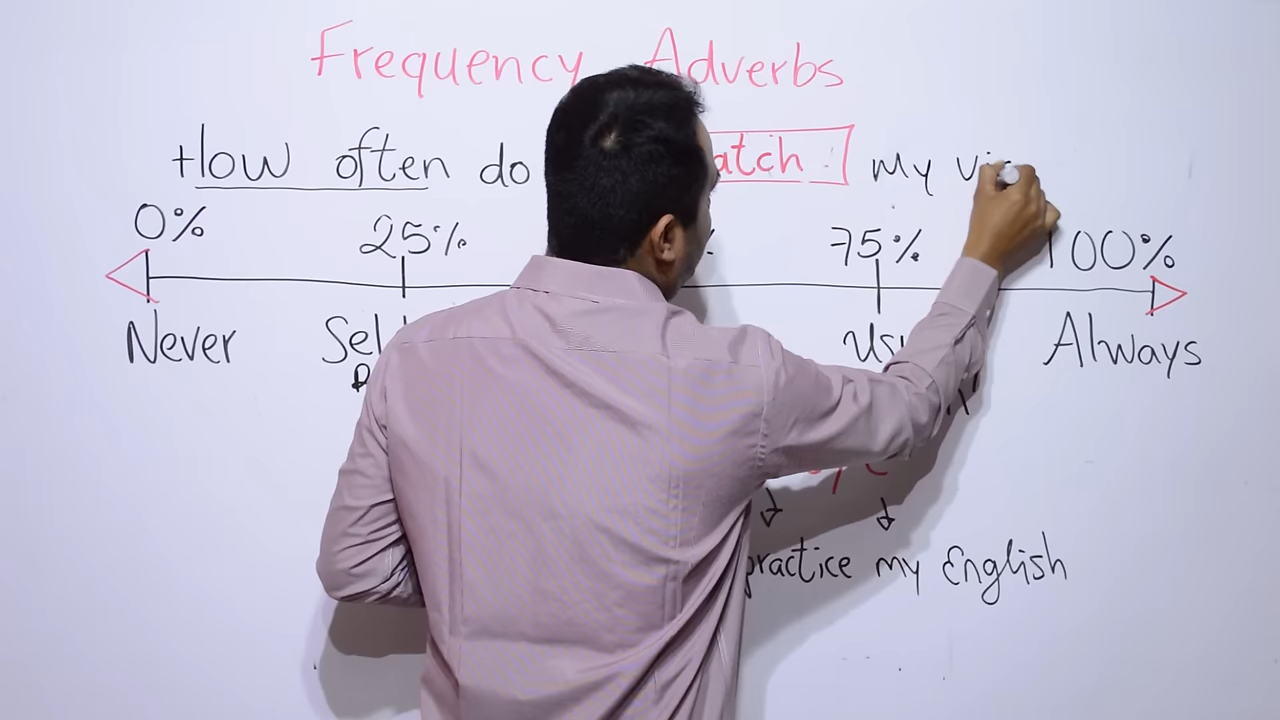 Frequency Adverbs
How often do atch my vi
0% 25% 75% 100%
Never Sel Usu Always
practice my English